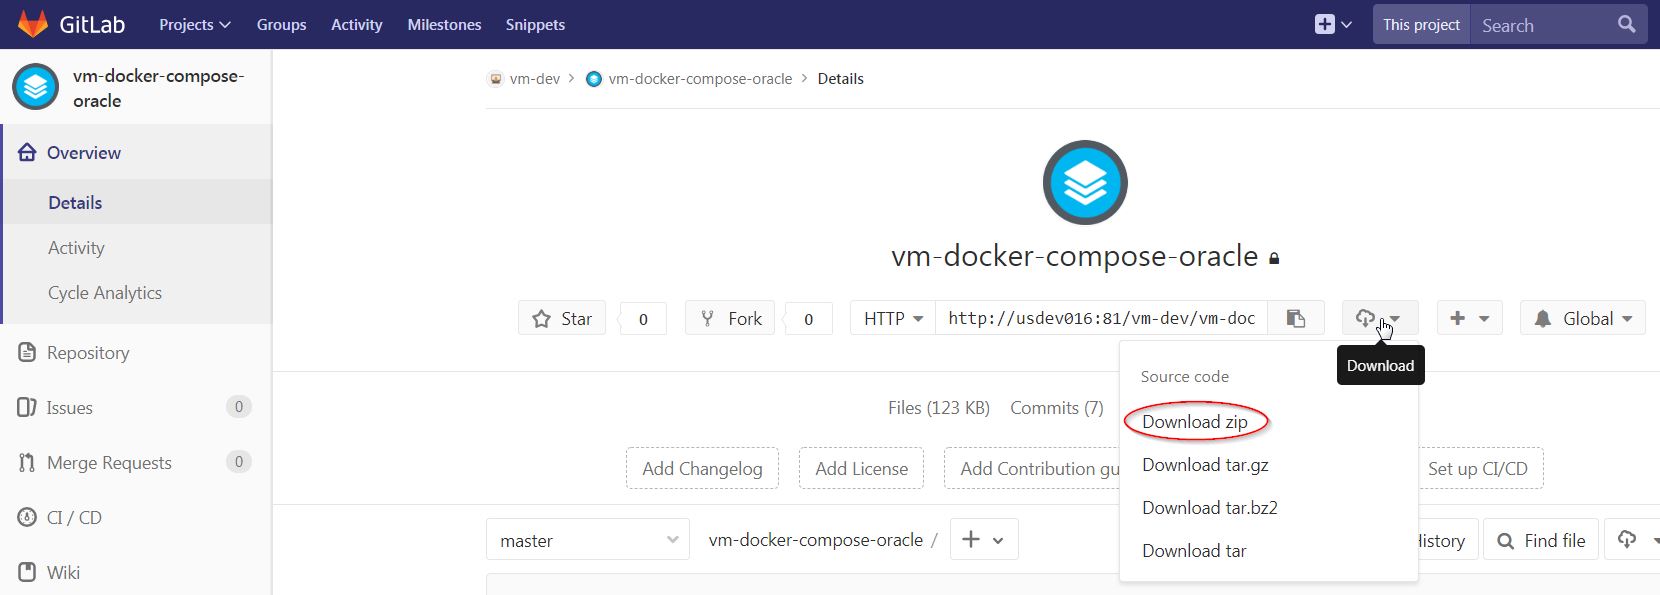 GitLab Projects Groups Activity Milestones Snippets This project Search
vm-docker-compose-
oracle
Overview
Details
Activity
Cycle Analytics
Repository
Issues 0
Merge Requests 0
CI / CD
Wiki
vm-dev > vm-docker-compose-oracle > Details
vm-docker-compose-oracle
Star 0 Fork 0 HTTP http://usdev016:81/vm-dev/vm-doc Global
Download
Source code
Download zip
Download tar.gz
Download tar.bz2
Download tar
Files (123 KB) Commits (7)
Add Changelog Add License Add Contribution gu Set up CI/CD
master vm-docker-compose-oracle / + History Find file